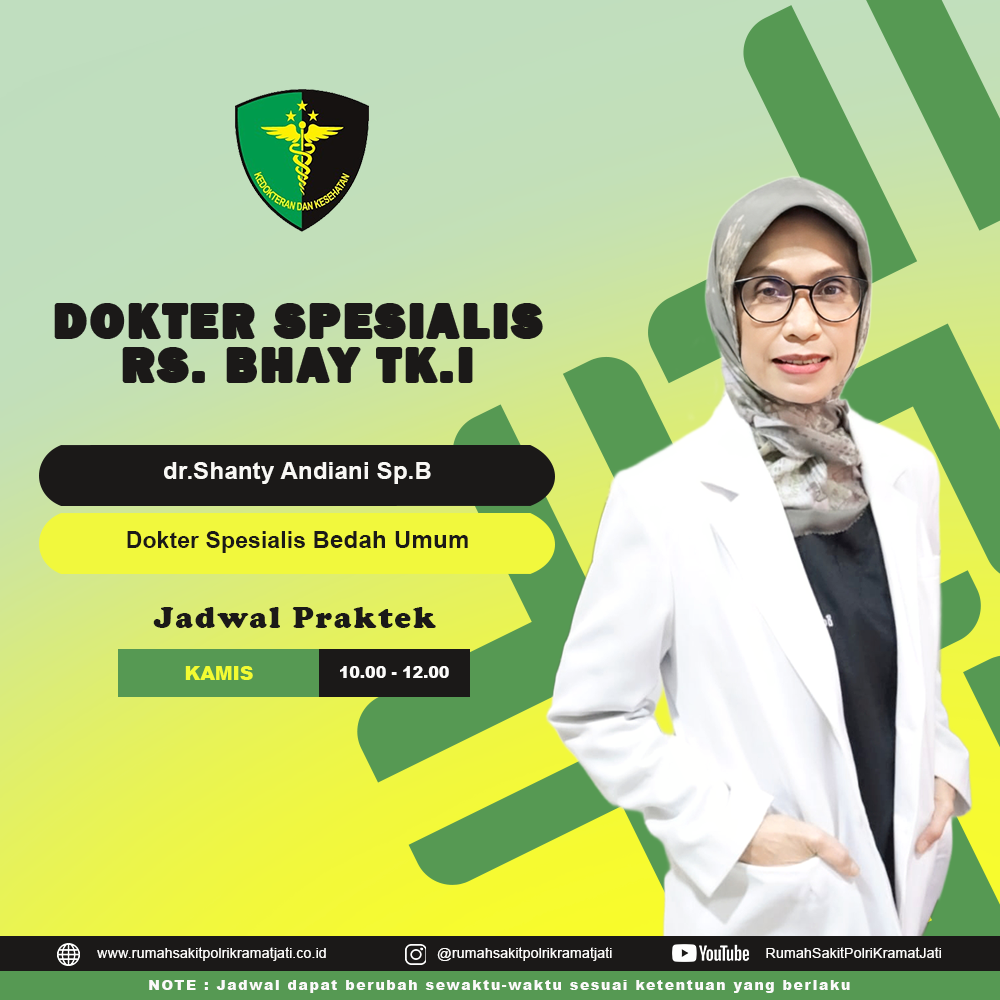 KEDOKTERAN DAN KESEHATAN
DOKTER SPESIALIS
RS. BHAY TK.I
dr.Shanty Andiani Sp.B
Dokter Spesialis Bedah Umum
Jadwal Praktek
KAMIS 10.00 - 12.00
www.rumahsakitpolrikramatjati.co.id @rumahsakitpolrikramatjati YouTube RumahSakitPolriKramatJati
NOTE : Jadwal dapat berubah sewaktu-waktu sesuai ketentuan yang berlaku